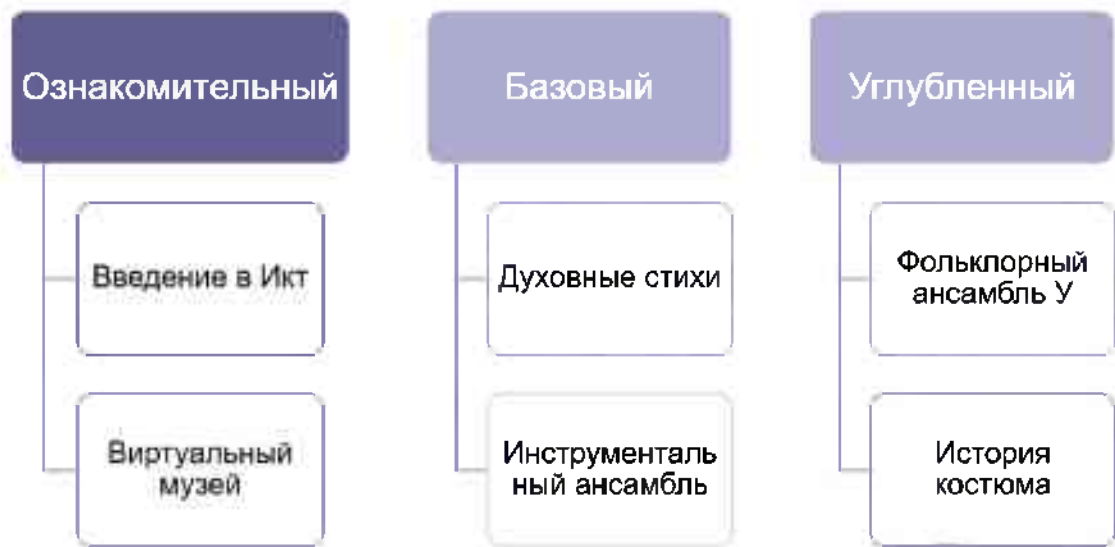 Ознакомительный
Введение в Икт
Виртуальный
музей
Базовый
Духовные стихи
Инструменталь
ный ансамбль
Углубленный
Фольклорный
ансамбль У
История
костюма